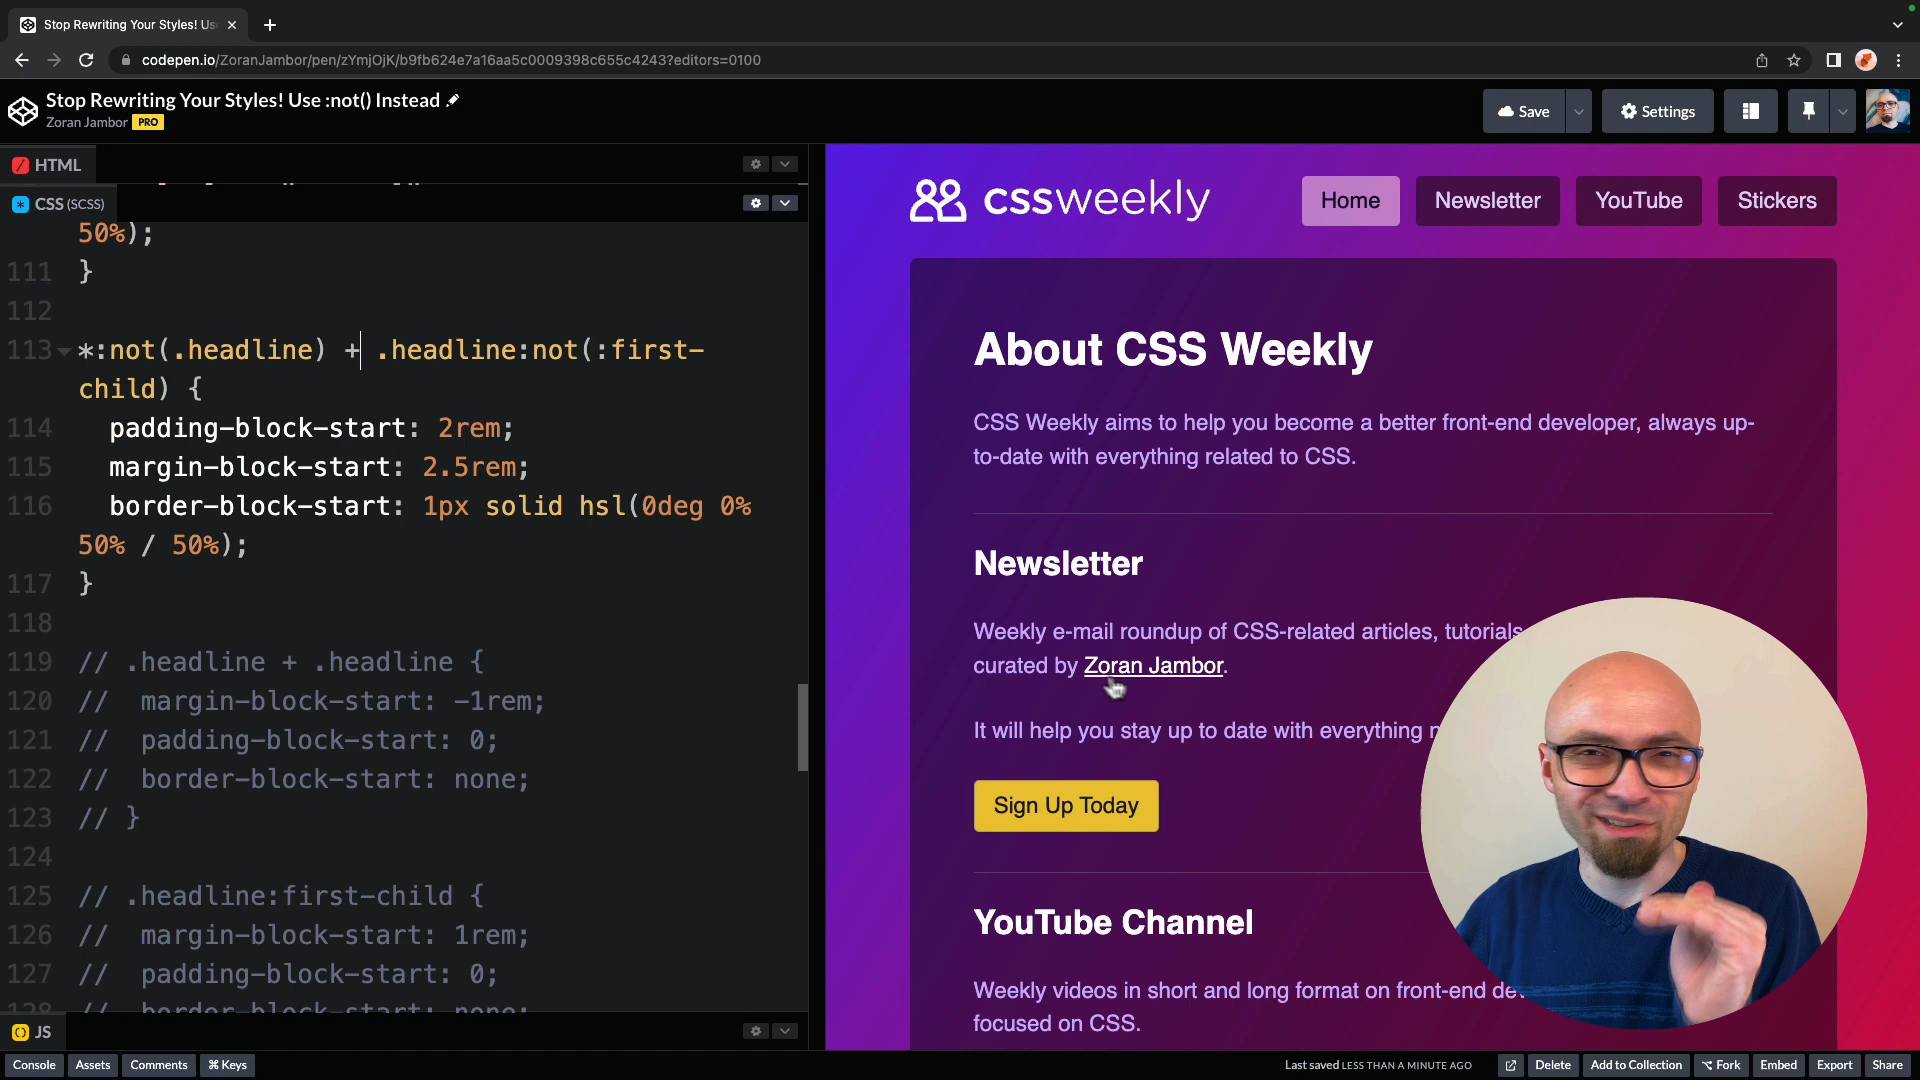 Stop Rewriting Your Styles! Us
codepen.io/ZoranJambor/pen/zYmjOjK/b9fb624e7a16aa5c0009398c655c4243?editors=0100
Stop Rewriting Your Styles! Use :not() Instead
Zoran Jambor PRO
Save
Settings
HTML
CSS (SCSS)
50%);
111 }
112
113 *:not(.headline) + .headline:not(:first-
child) {
114 padding-block-start: 2rem;
115 margin-block-start: 2.5rem;
116 border-block-start: 1px solid hsl(0deg 0%
50% / 50%);
117 }
118
119 // .headline + .headline {
120 // margin-block-start: -1rem;
121 // padding-block-start: 0;
122 // border-block-start: none;
123 // }
124
125 // .headline:first-child {
126 // margin-block-start: 1rem;
127 // padding-block-start: 0;
128 // border-block-start: none;
JS
cssweekly
Home Newsletter YouTube Stickers
About CSS Weekly
CSS Weekly aims to help you become a better front-end developer, always up-
to-date with everything related to CSS.
Newsletter
Weekly e-mail roundup of CSS-related articles, tutorials
curated by Zoran Jambor.
It will help you stay up to date with everything
Sign Up Today
YouTube Channel
Weekly videos in short and long format on front-end
focused on CSS.
Console Assets Comments ⌘ Keys
Last saved LESS THAN A MINUTE AGO
Delete Add to Collection Fork Embed Export Share